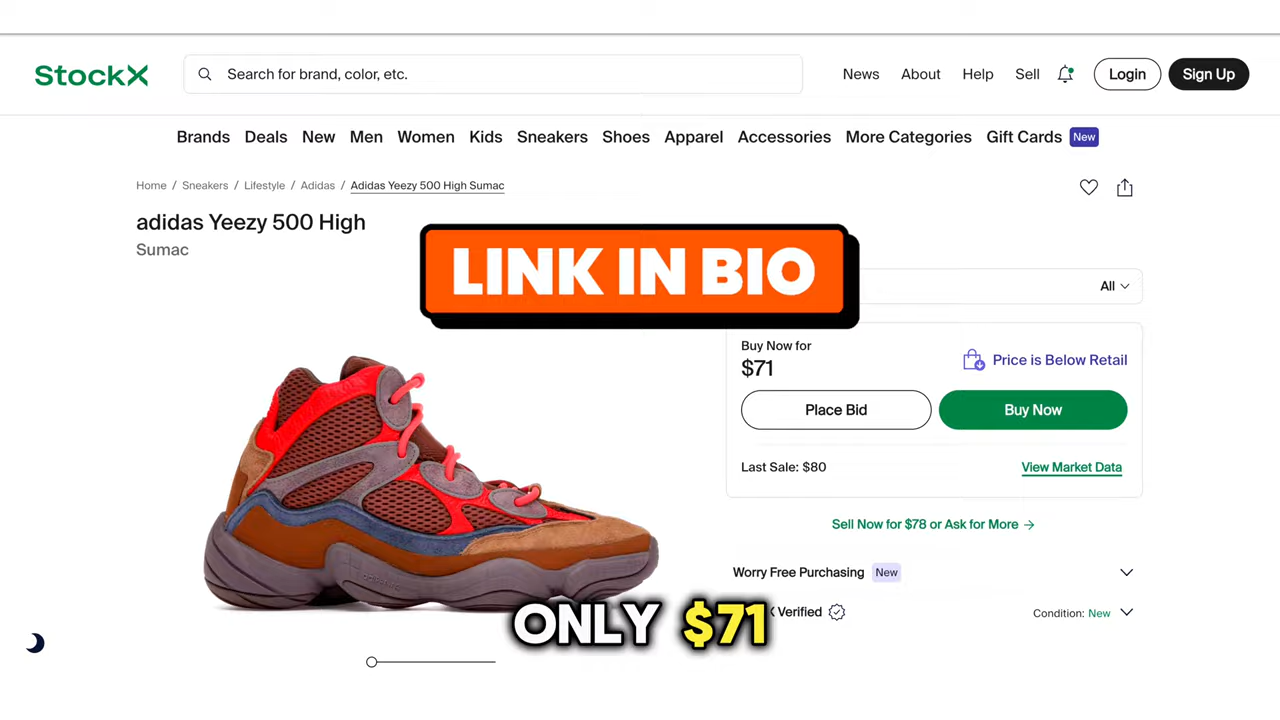 StockX
Search for brand, color, etc.
News About Help Sell Login Sign Up
Brands Deals New Men Women Kids Sneakers Shoes Apparel Accessories More Categories Gift Cards New
Home / Sneakers / Lifestyle / Adidas / Adidas Yeezy 500 High Sumac
adidas Yeezy 500 High
Sumac
LINK IN BIO
All
Buy Now for
$71
Price is Below Retail
Place Bid
Buy Now
Last Sale: $80
View Market Data
Sell Now for $78 or Ask for More →
Worry Free Purchasing New
Verified
Condition: New
ONLY $71